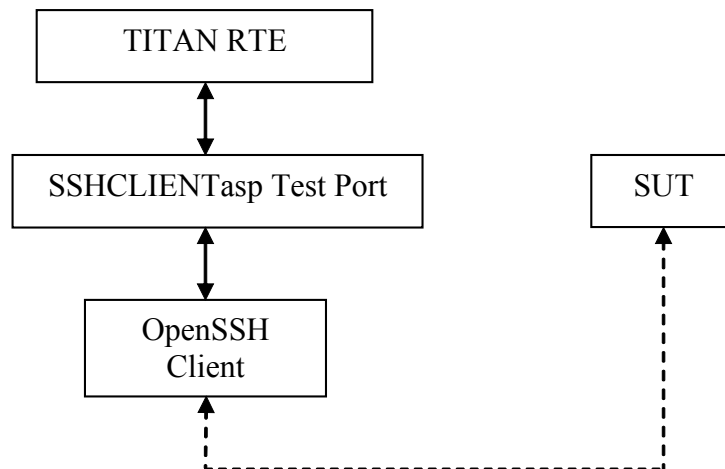 TITAN RTE
SSHCLIENTasp Test Port
SUT
OpenSSH
Client